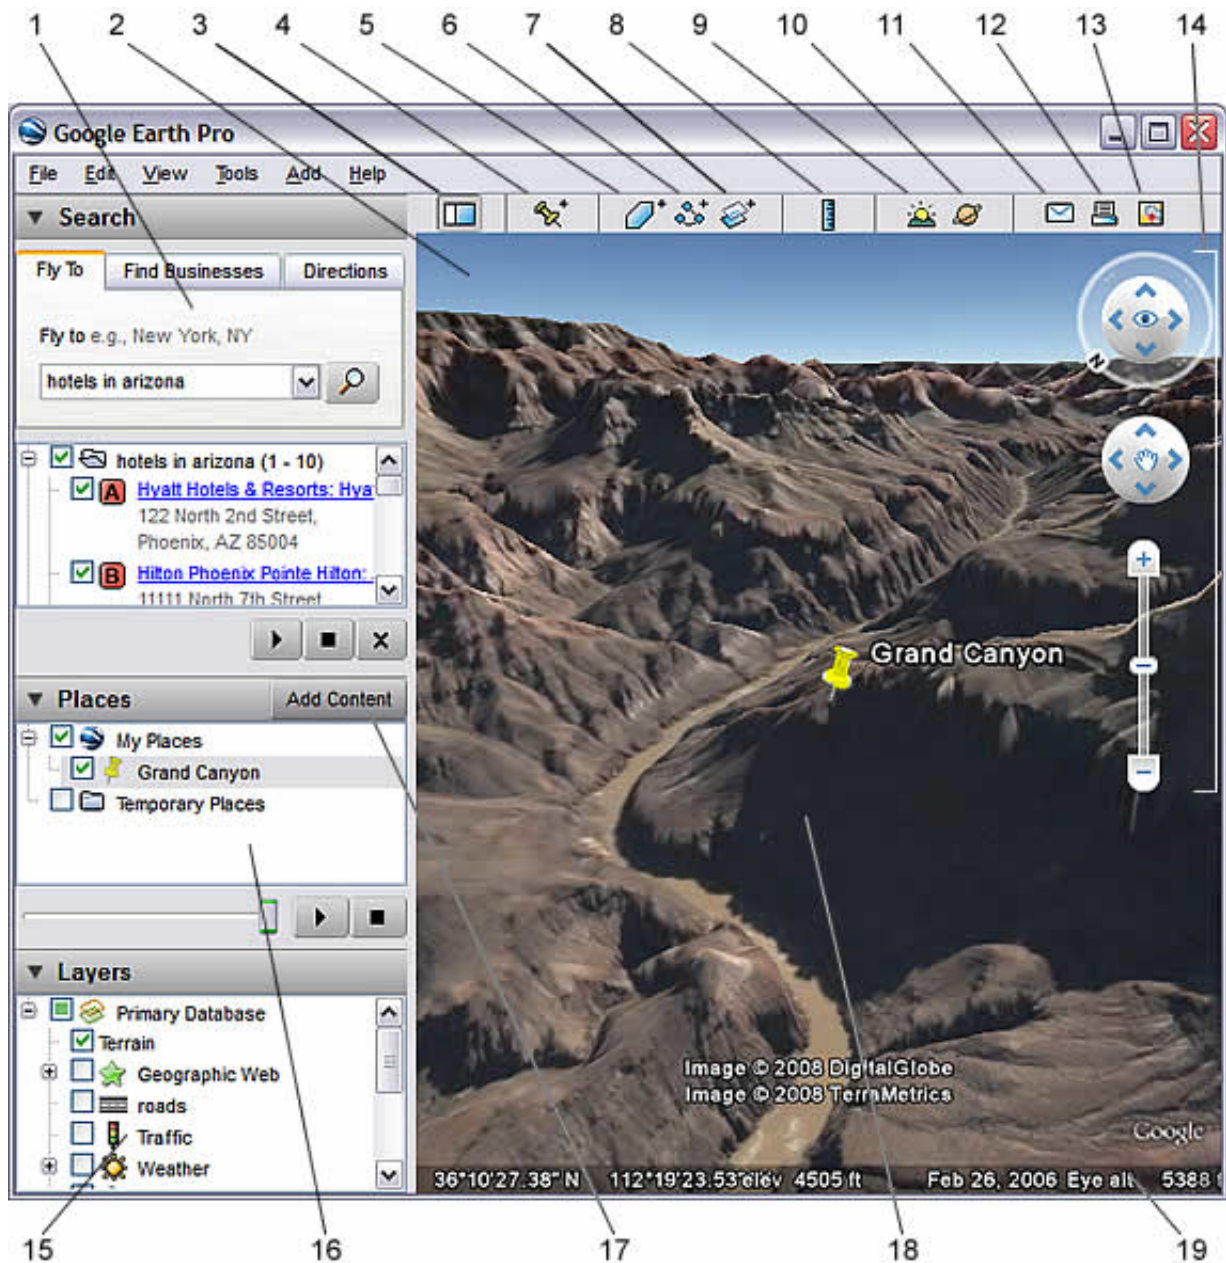 1 2 3 4 5 6 7 8 9 10 11 12 13 14
Google Earth Pro
File Edit View Tools Add Help
Search
Fly To Find Businesses Directions
Fly to e.g., New York, NY
hotels in arizona
hotels in arizona (1 - 10)
A Hyatt Hotels & Resorts: Hya
122 North 2nd Street,
Phoenix, AZ 85004
B Hilton Phoenix Pointe Hilton: .
11111 North 7th Street
Places Add Content
My Places
Grand Canyon
Temporary Places
Layers
Primary Database
Terrain
Geographic Web
roads
Traffic
Weather
N
Grand Canyon
Image © 2008 DigitalGlobe
Image © 2008 TerraMetrics
Google
36°10'27.38" N 112°19'23.53 elev 4505 ft Feb 26, 2006 Eye alt 5388
15 16 17 18 19